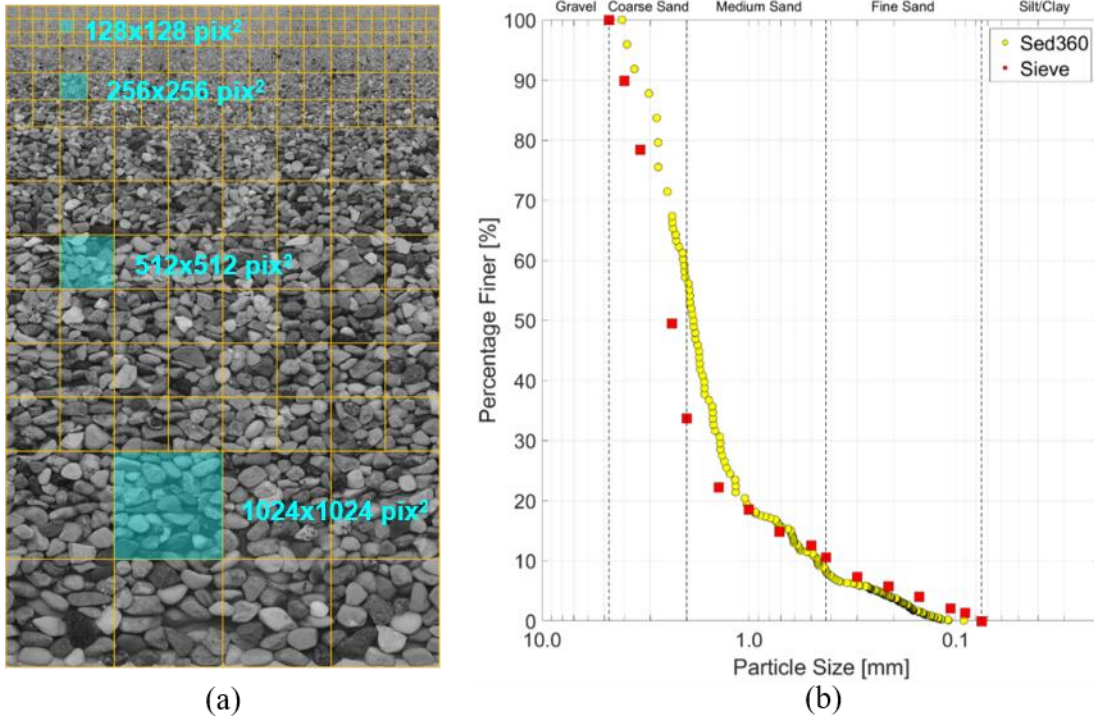 128x128 pix²
256x256 pix²
512x512 pix²
1024x1024 pix²
(a)
Gravel Coarse Sand Medium Sand Fine Sand Silt/Clay
Sed360
Sieve
100
90
80
70
60
50
40
30
20
10
0
Percentage Finer [%]
10.0 1.0 0.1
Particle Size [mm]
(b)